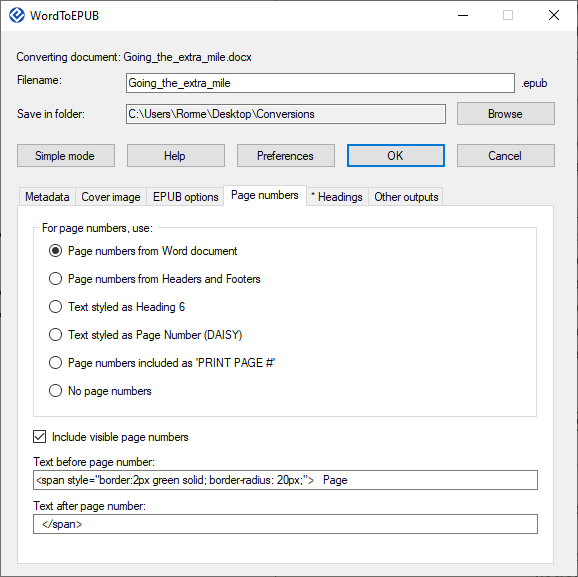 WordToEPUB
Converting document: Going_the_extra_mile.docx
Filename: Going_the_extra_mile .epub
Save in folder: C:\Users\Rorme\Desktop\Conversions Browse
Simple mode Help Preferences OK Cancel
Metadata Cover image EPUB options Page numbers * Headings Other outputs
For page numbers, use:
Page numbers from Word document
Page numbers from Headers and Footers
Text styled as Heading 6
Text styled as Page Number (DAISY)
Page numbers included as 'PRINT PAGE #'
No page numbers
Include visible page numbers
Text before page number:
<span style="border:2px green solid; border-radius: 20px;"> Page
Text after page number:
</span>